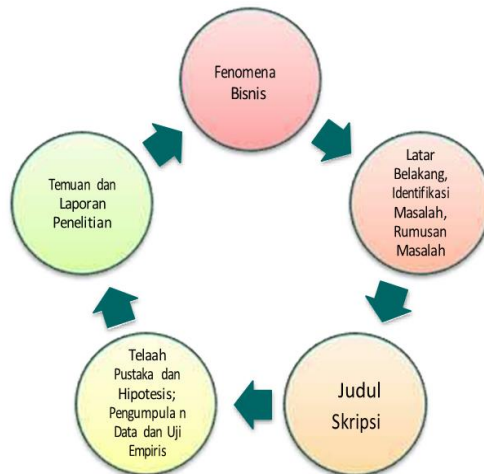 Fenomena
Bisnis
Latar
Belakang,
Identifikasi
Masalah,
Rumusan
Masalah
Judul
Skripsi
Telaah
Pustaka dan
Hipotesis;
Pengumpula n
Data dan Uji
Empiris
Temuan dan
Laporan
Penelitian